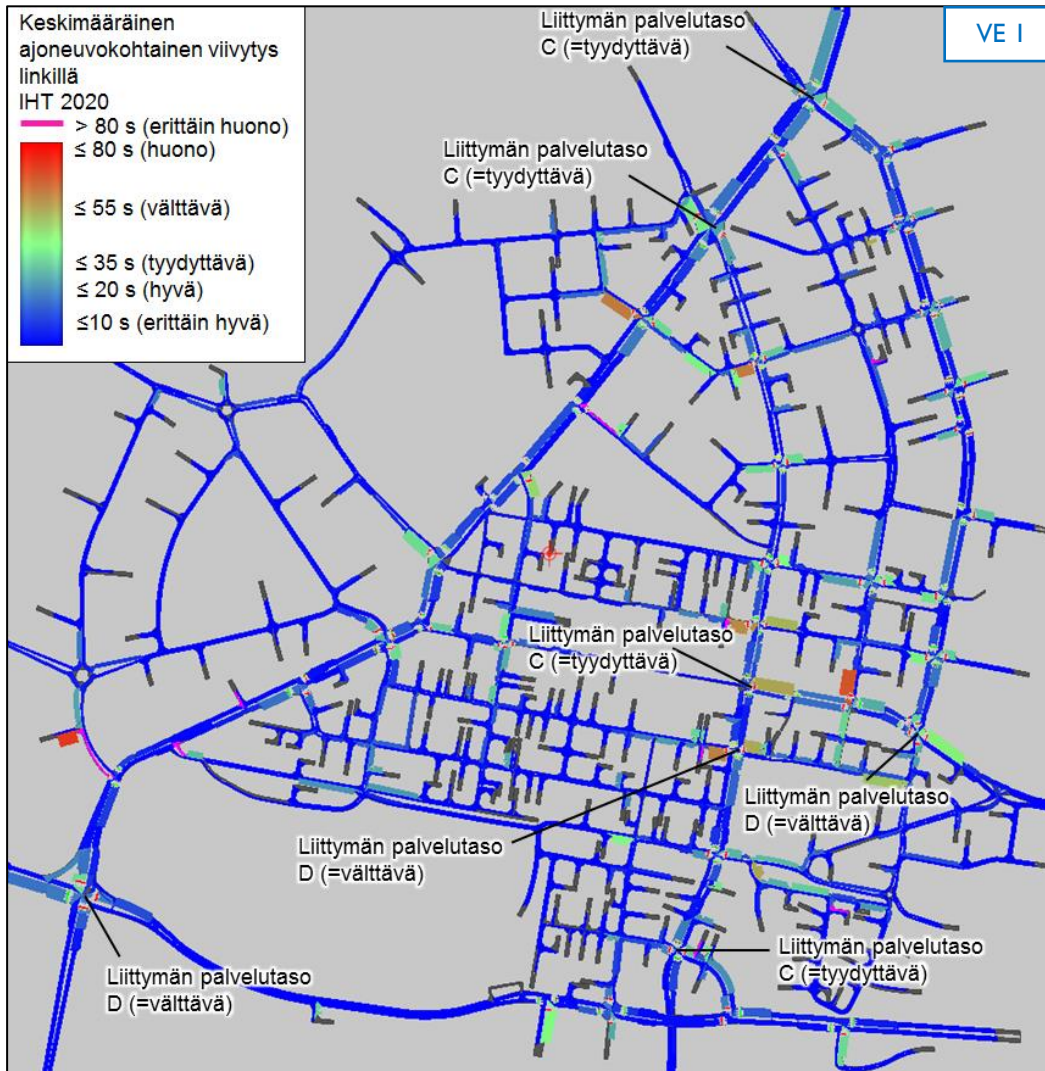 Keskimääräinen
ajoneuvokohtainen viivytys
linkillä
IHT 2020
> 80 s (erittäin huono)
≤ 80 s (huono)
≤ 55 s (välttävä)
≤ 35 s (tyydyttävä)
≤ 20 s (hyvä)
≤10 s (erittäin hyvä)
VE I
Liittymän palvelutaso
C (=tyydyttävä)
Liittymän palvelutaso
C (=tyydyttävä)
Liittymän palvelutaso
C (=tyydyttävä)
Liittymän palvelutaso
D (=välttävä)
Liittymän palvelutaso
D (=välttävä)
Liittymän palvelutaso
C (=tyydyttävä)
Liittymän palvelutaso
D (=välttävä)